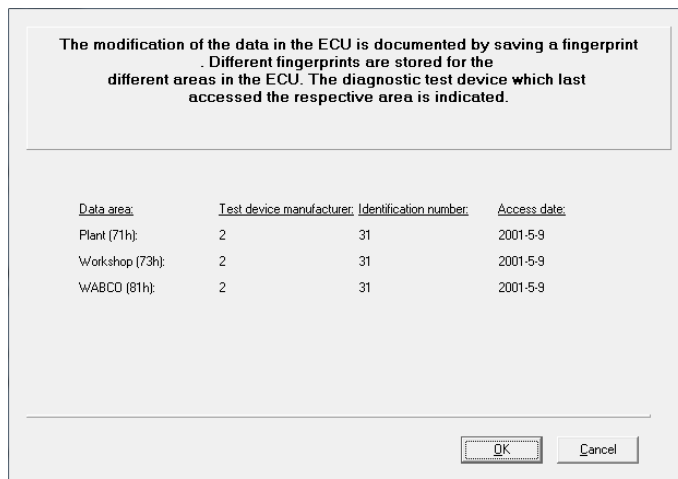 The modification of the data in the ECU is documented by saving a fingerprint
. Different fingerprints are stored for the
different areas in the ECU. The diagnostic test device which last
accessed the respective area is indicated.
Data area: Test device manufacturer: Identification number: Access date:
Plant (71h): 2 31 2001-5-9
Workshop (73h): 2 31 2001-5-9
WABCO (81h): 2 31 2001-5-9
OK Cancel